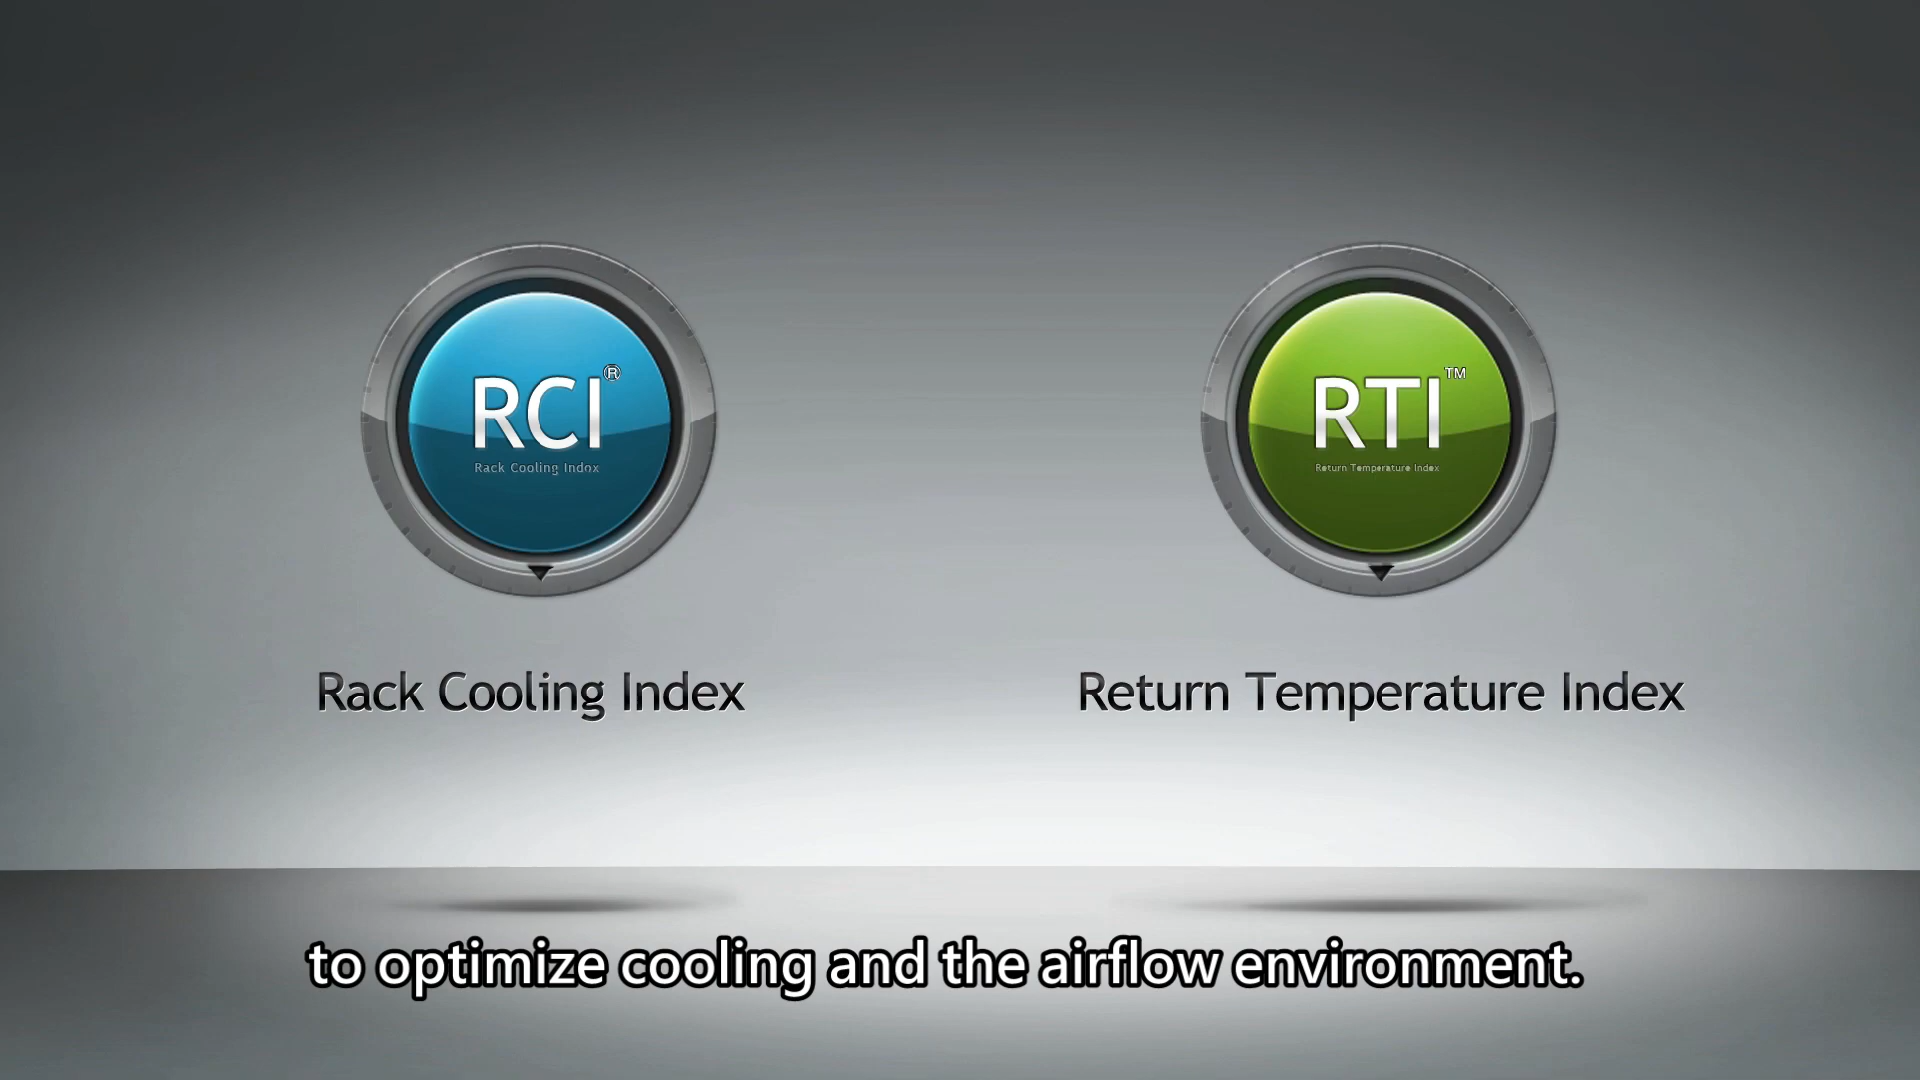 RCI®
Rack Cooling Index
RTI™
Return Temperature Index
Rack Cooling Index
Return Temperature Index
to optimize cooling and the airflow environment.